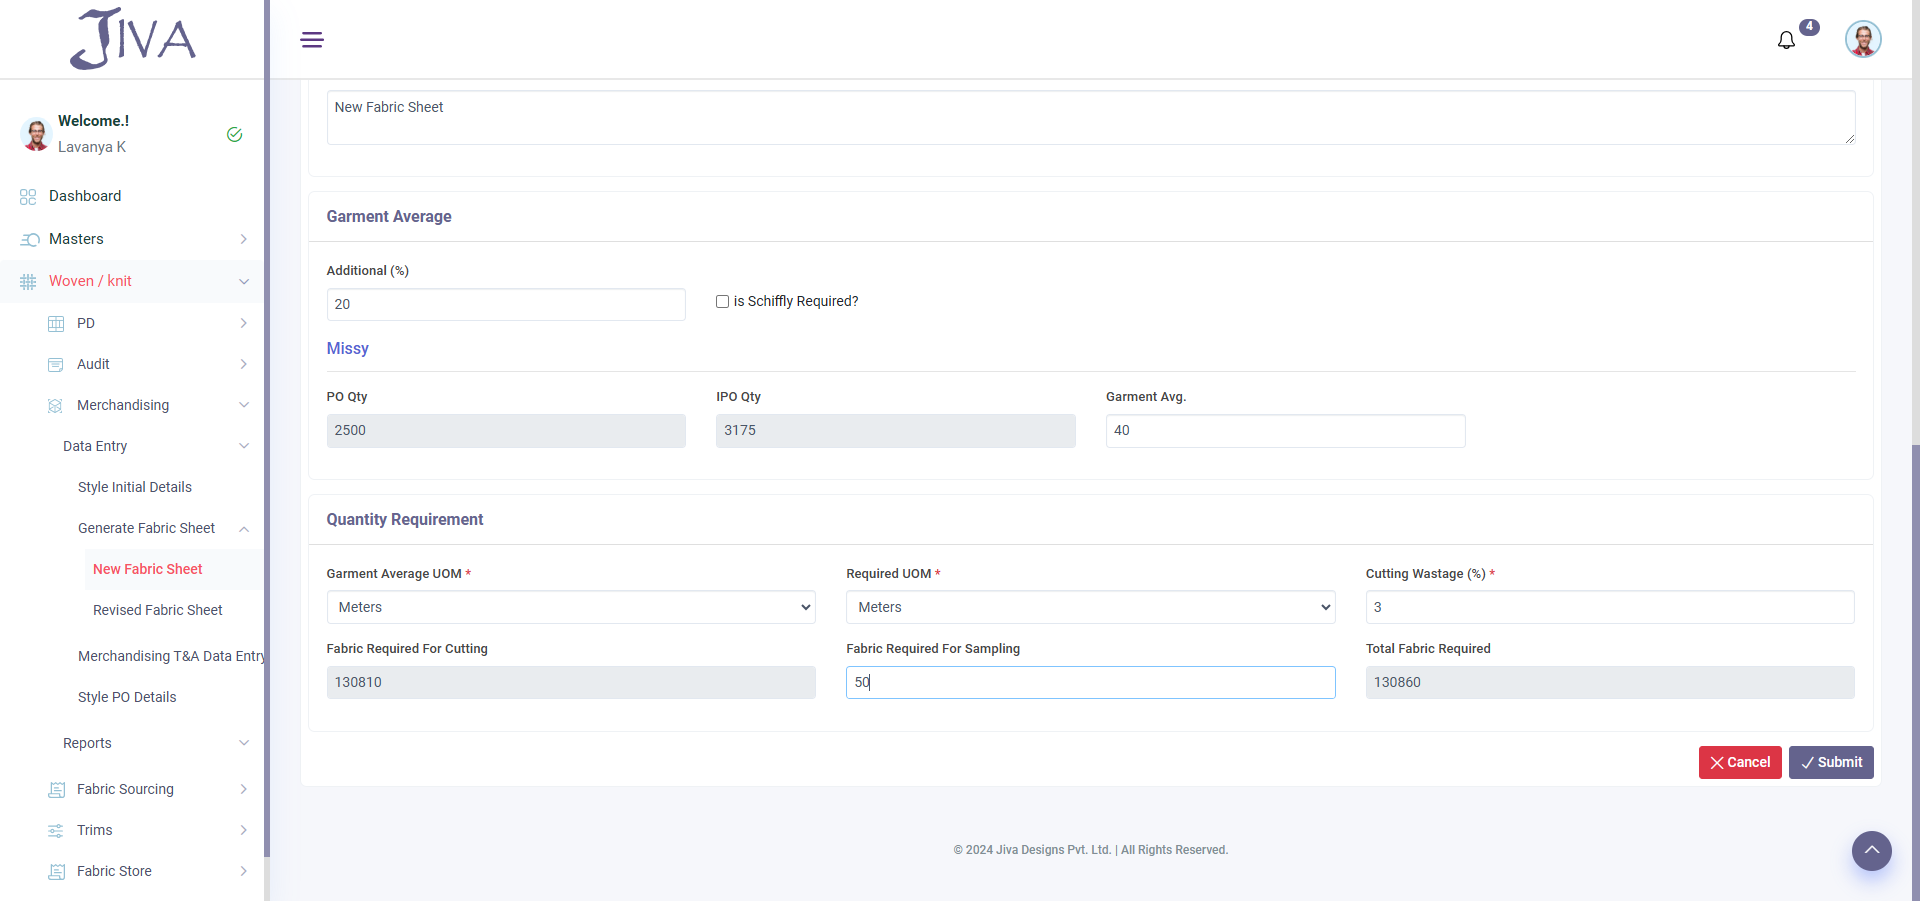 JIVA
4
Welcome.!
Lavanya K
Dashboard
Masters
Woven / knit
PD
Audit
Merchandising
Data Entry
Style Initial Details
Generate Fabric Sheet
New Fabric Sheet
Revised Fabric Sheet
Merchandising T&A Data Entry
Style PO Details
Reports
Fabric Sourcing
Trims
Fabric Store
New Fabric Sheet
Garment Average
Additional (%)
20
is Schiffly Required?
Missy
PO Qty IPO Qty Garment Avg.
2500 3175 40
Quantity Requirement
Garment Average UOM * Required UOM * Cutting Wastage (%) *
Meters Meters 3
Fabric Required For Cutting Fabric Required For Sampling Total Fabric Required
130810 50 130860
Cancel Submit
© 2024 Jiva Designs Pvt. Ltd. | All Rights Reserved.